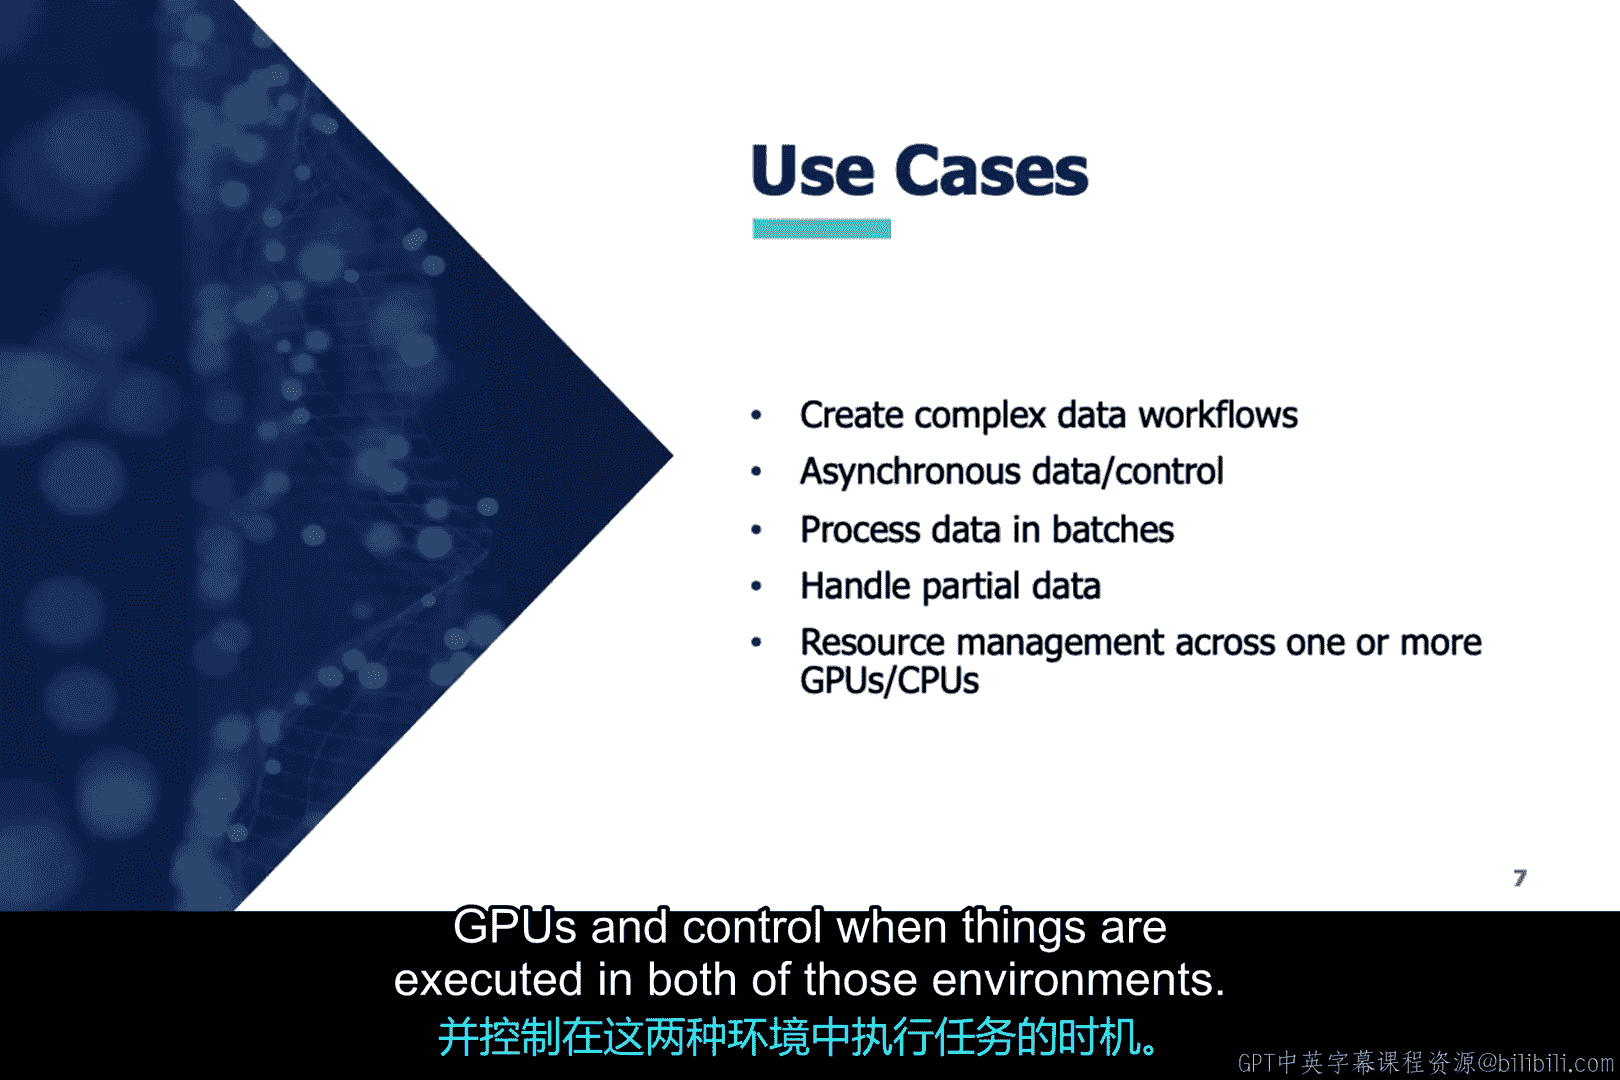 Use Cases
• Create complex data workflows
• Asynchronous data/control
• Process data in batches
• Handle partial data
• Resource management across one or more
GPUs/CPUs
7
GPUs and control when things are
executed in both of those environments.
并控制在这两种环境中执行任务的时机。
GPT中英字幕课程资源@bilibili.com